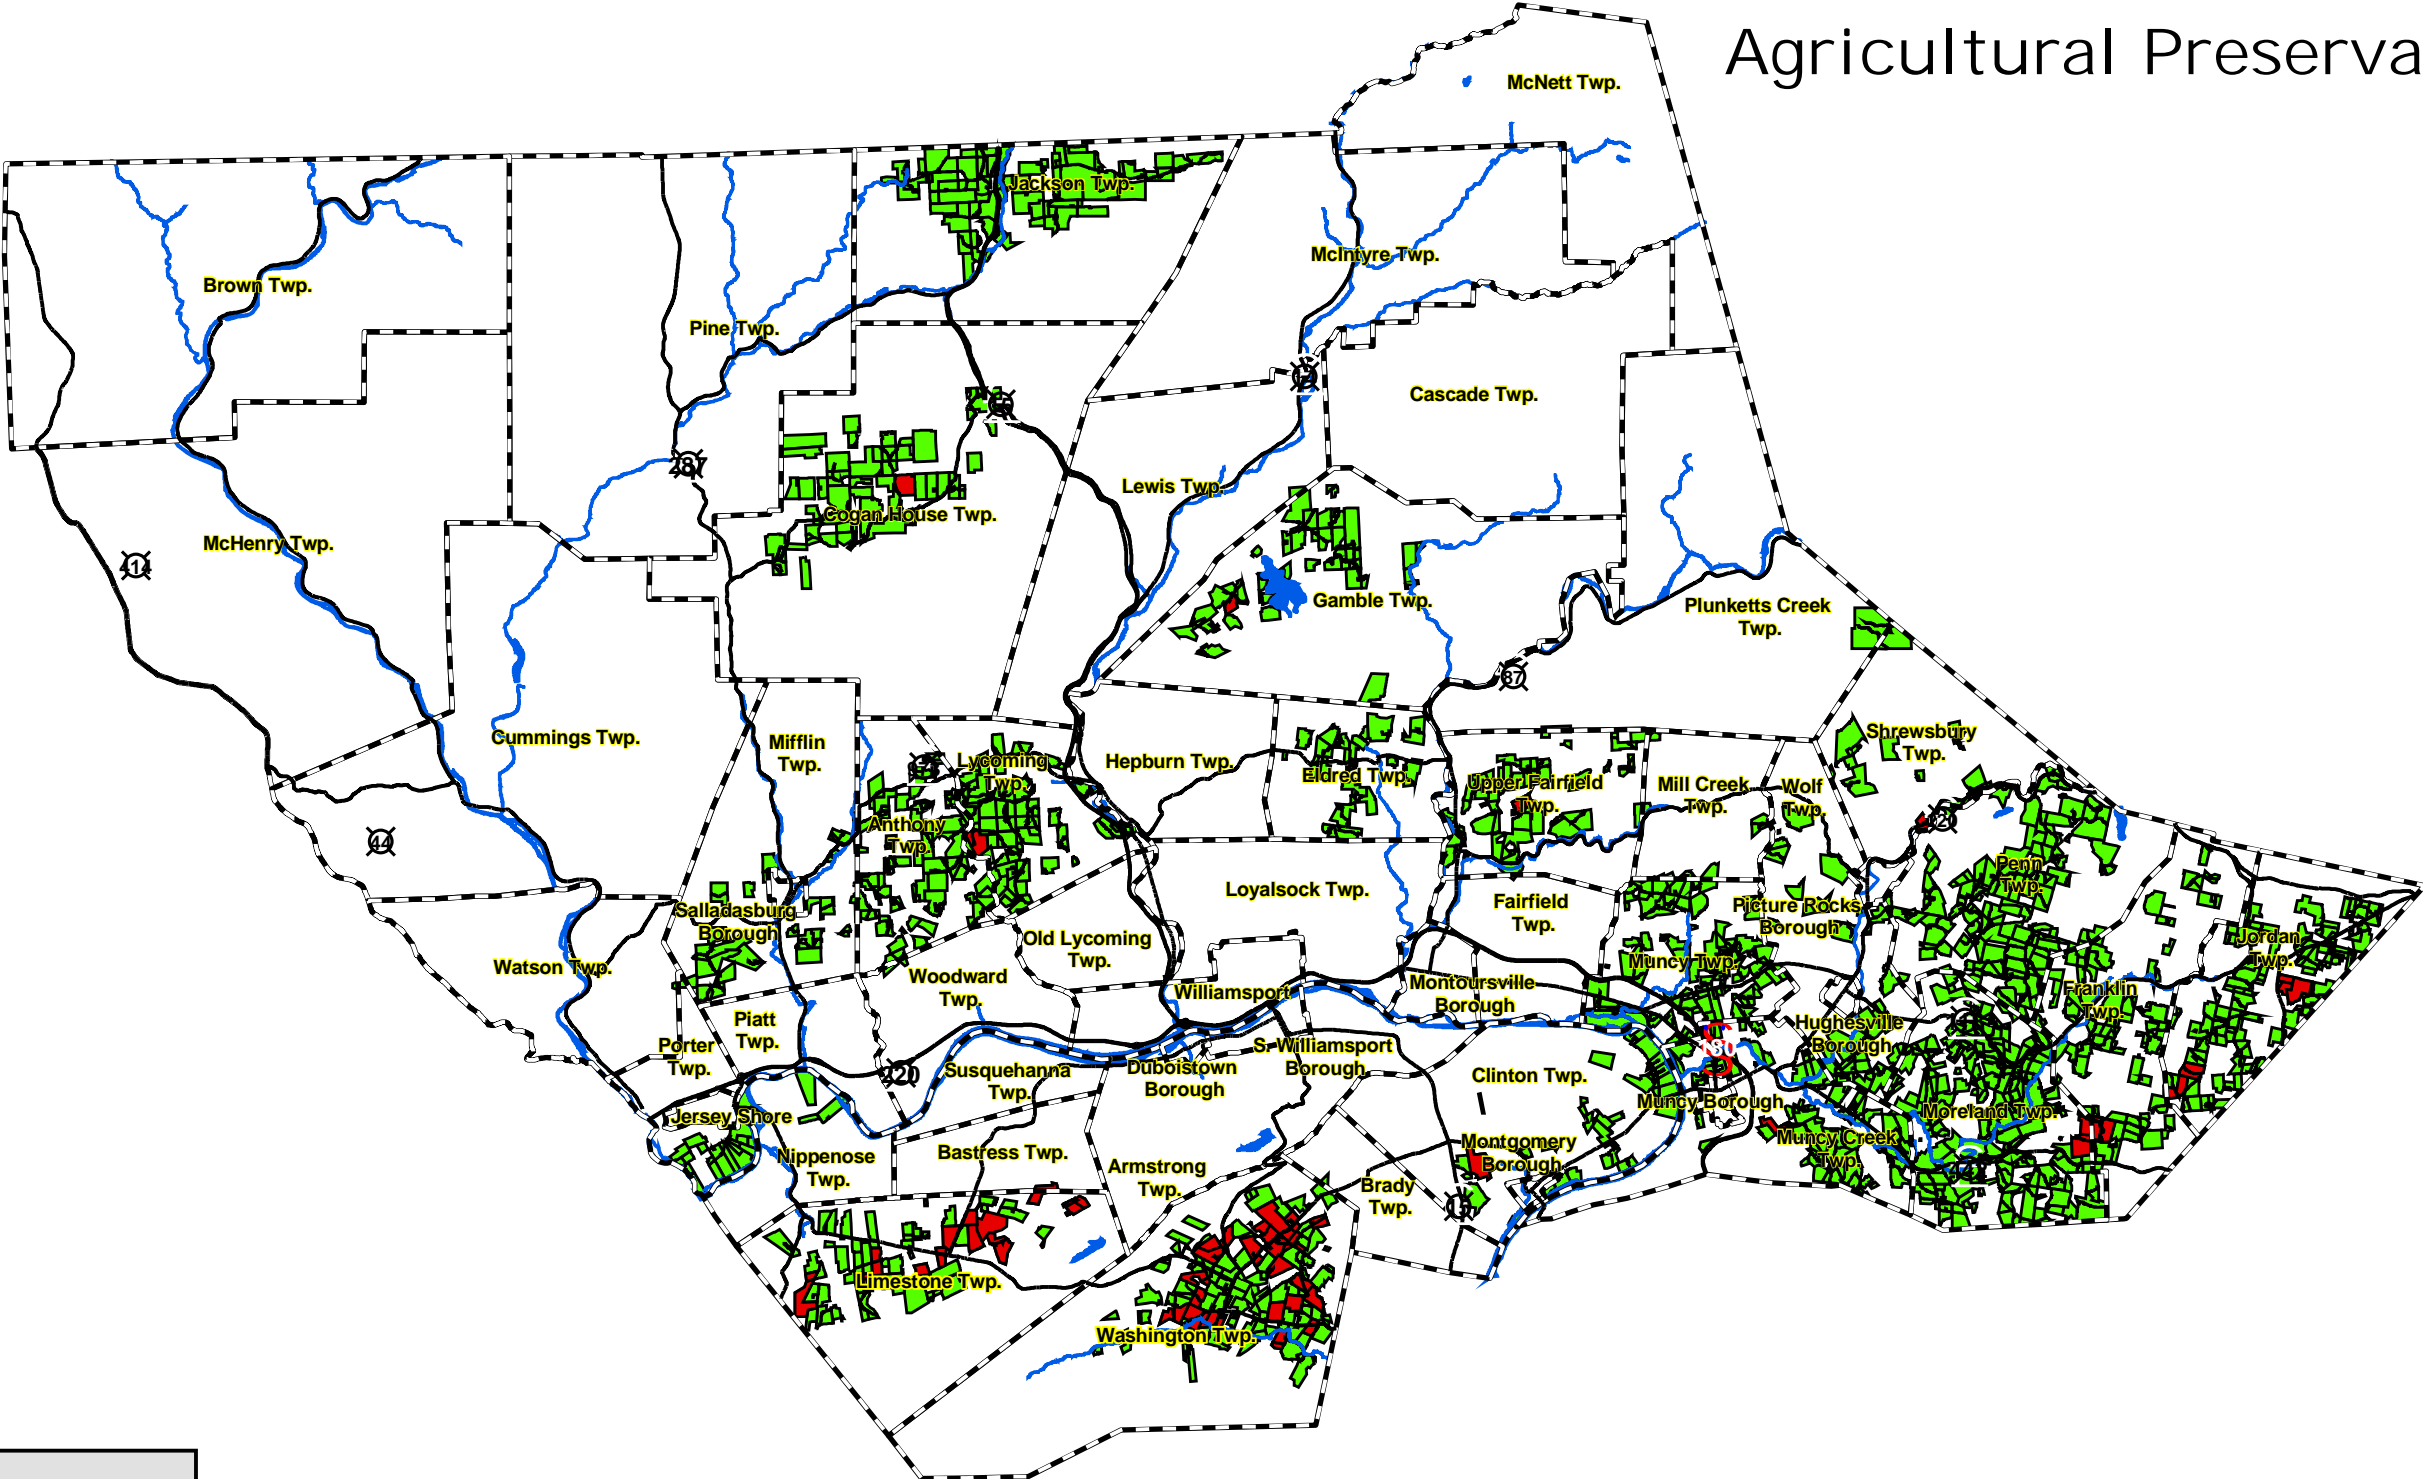 Agricultural Preserva
McNett Twp.
Jackson Twp.
McIntyre Twp.
Brown Twp.
Pine Twp.
Cascade Twp.
287
Lewis Twp.
Cogan House Twp.
McHenry Twp.
414
Gamble Twp.
Plunketts Creek
Twp.
87
Cummings Twp.
Mifflin
Twp.
Lycoming
Twp.
Hepburn Twp.
Eldred Twp.
Upper Fairfield
Twp.
Mill Creek
Twp.
Wolf
Twp.
Shrewsbury
Twp.
Anthony
Twp.
44
Penn
Twp.
Loyalsock Twp.
Fairfield
Twp.
Picture Rocks
Borough
Salladasburg
Borough
Old Lycoming
Twp.
Jordan
Twp.
Watson Twp.
Woodward
Twp.
Muncy Twp.
Williamsport
Montoursville
Borough
Franklin
Twp.
Piatt
Twp.
Hughesville
Borough
Porter
Twp.
S. Williamsport
Borough
220
Susquehanna
Twp.
Duboistown
Borough
Clinton Twp.
Muncy Borough
Jersey Shore
Moreland Twp.
Nippenose
Twp.
Bastress Twp.
Armstrong
Twp.
Montgomery
Borough
Muncy Creek
Twp.
Brady
Twp.
15
Limestone Twp.
Washington Twp.